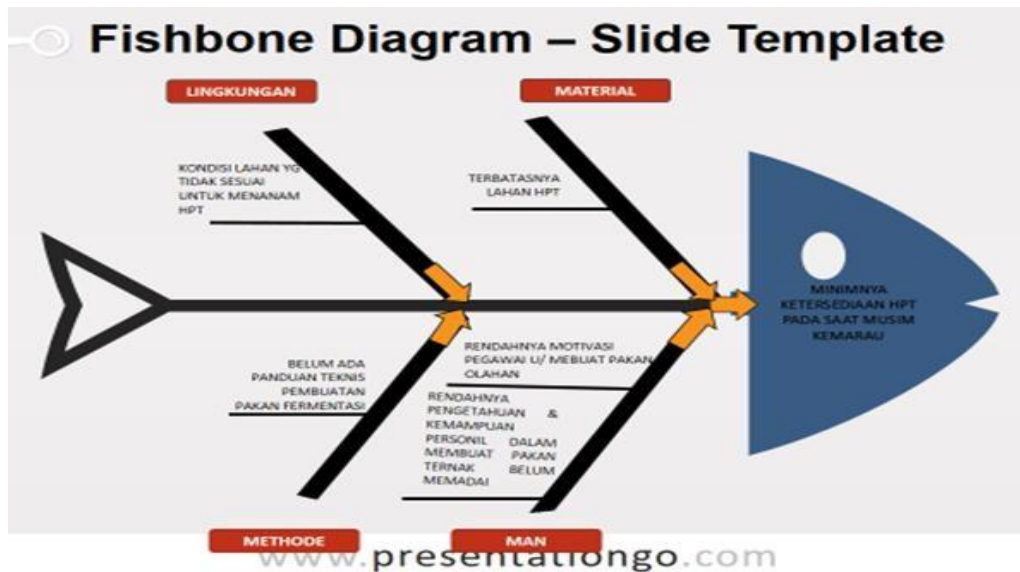 Fishbone Diagram – Slide Template
LINGKUNGAN
MATERIAL
KONDISI LAHAN YG
TIDAK SESUAI
UNTUK MENANAM
HPT
TERBATASNYA
LAHAN HPT
MINIMNYA
KETERSEDIAAN HPT
PADA SAAT MUSIM
KEMARAU
BELUM ADA
PANDUAN TEKNIS
PEMBUATAN
PAKAN FERMENTASI
RENDAHNYA MOTIVASI
PEGAWAI U/ MEBUAT PAKAN
OLAHAN
RENDAHNYA
PENGETAHUAN &
KEMAMPUAN
PERSONIL DALAM
MEMBUAT PAKAN
TERNAK BELUM
MEMADAI
METHODE
MAN
www.presentationgo.com